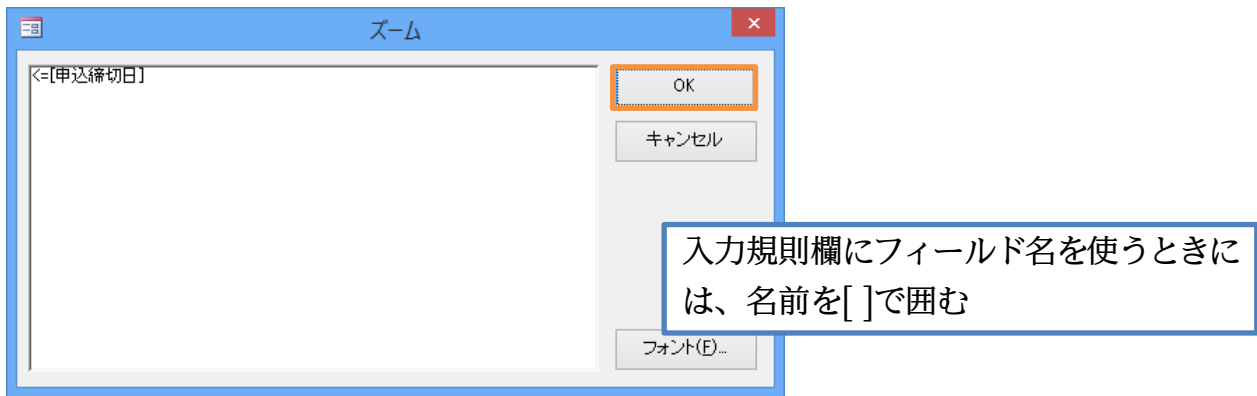 ズーム
<=[申込締切日]
OK
キャンセル
入力規則欄にフィールド名を使うときに
は、名前を[ ]で囲む
フォント(F)...